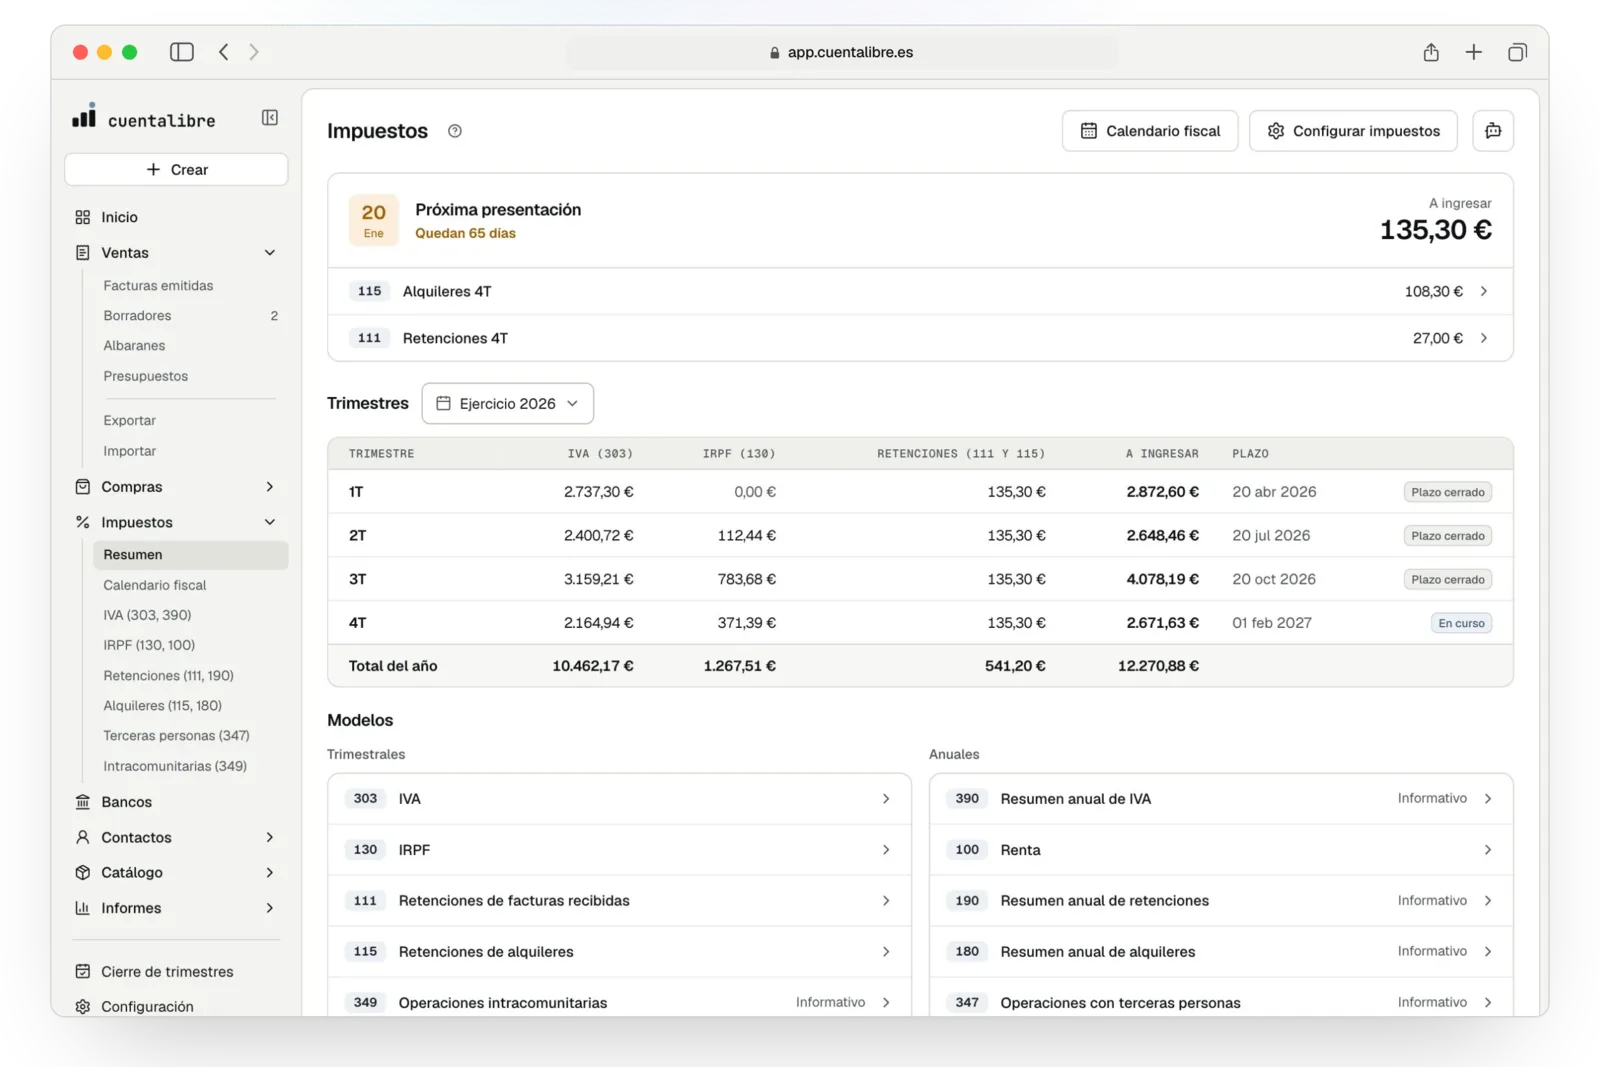 app.cuentalibre.es
cuentalibre
Crear
Inicio
Ventas
Facturas emitidas
Borradores 2
Albaranes
Presupuestos
Exportar
Importar
Compras
Impuestos
Resumen
Calendario fiscal
IVA (303, 390)
IRPF (130, 100)
Retenciones (111, 190)
Alquileres (115, 180)
Terceras personas (347)
Intracomunitarias (349)
Bancos
Contactos
Catálogo
Informes
Cierre de trimestres
Configuración
Impuestos
Calendario fiscal
Configurar impuestos
20
Ene
Próxima presentación
Quedan 65 días
A ingresar
135,30 €
115 Alquileres 4T 108,30 €
111 Retenciones 4T 27,00 €
Trimestres
Ejercicio 2026
TRIMESTRE IVA (303) IRPF (130) RETENCIONES (111 Y 115) A INGRESAR PLAZO
1T 2.737,30 € 0,00 € 135,30 € 2.872,60 € 20 abr 2026 Plazo cerrado
2T 2.400,72 € 112,44 € 135,30 € 2.648,46 € 20 jul 2026 Plazo cerrado
3T 3.159,21 € 783,68 € 135,30 € 4.078,19 € 20 oct 2026 Plazo cerrado
4T 2.164,94 € 371,39 € 135,30 € 2.671,63 € 01 feb 2027 En curso
Total del año 10.462,17 € 1.267,51 € 541,20 € 12.270,88 €
Modelos
Trimestrales
303 IVA
130 IRPF
111 Retenciones de facturas recibidas
115 Retenciones de alquileres
349 Operaciones intracomunitarias Informativo
Anuales
390 Resumen anual de IVA Informativo
100 Renta
190 Resumen anual de retenciones Informativo
180 Resumen anual de alquileres Informativo
347 Operaciones con terceras personas Informativo